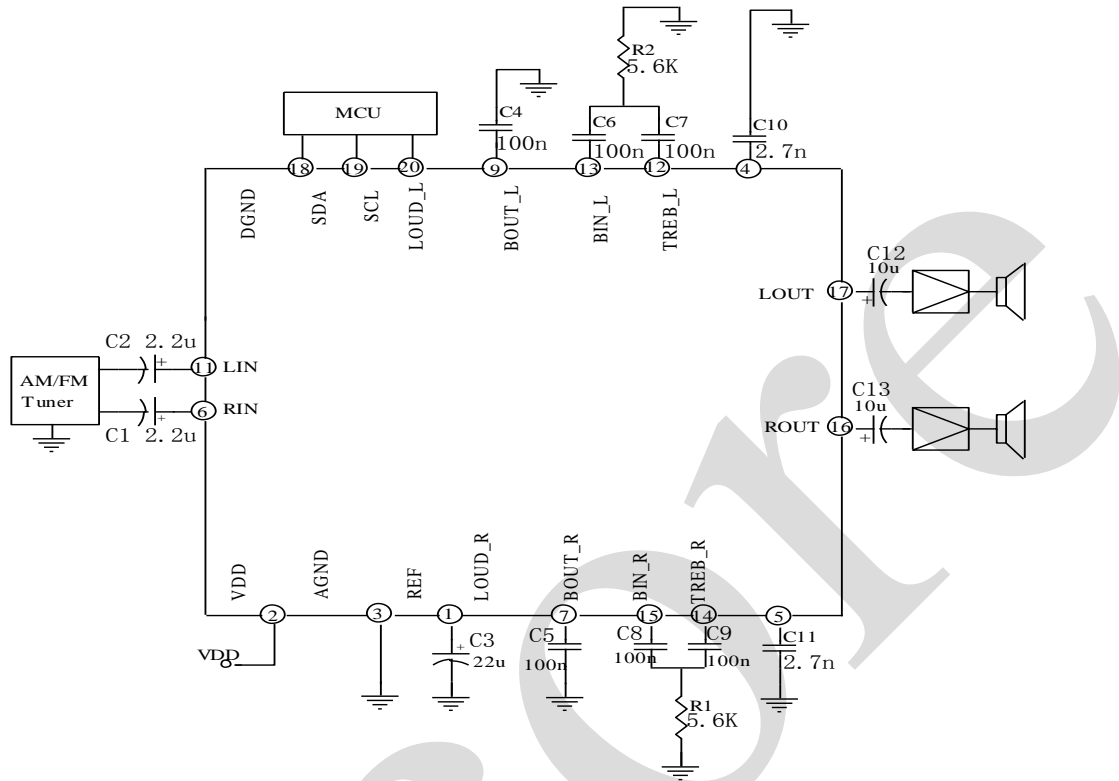 R2
5.6K
MCU
C4
100n
C6
100n
C7
100n
C10
2.7n
18
19
20
9
13
12
4
DGND
SDA
SCL
LOUD_L
BOUT_L
BIN_L
TREB_L
C12
10u
+
LOUT
17
C2 2.2u
+
11
LIN
AM/FM
Tuner
6
RIN
+
C1 2.2u
C13
10u
+
ROUT
16
VDD
AGND
REF
LOUD_R
BOUT_R
BIN_R
TREB_R
2
3
1
7
15
14
5
VDD
+
C3
22u
C5
100n
C8
100n
C9
100n
C11
2.7n
R1
5.6K
ore